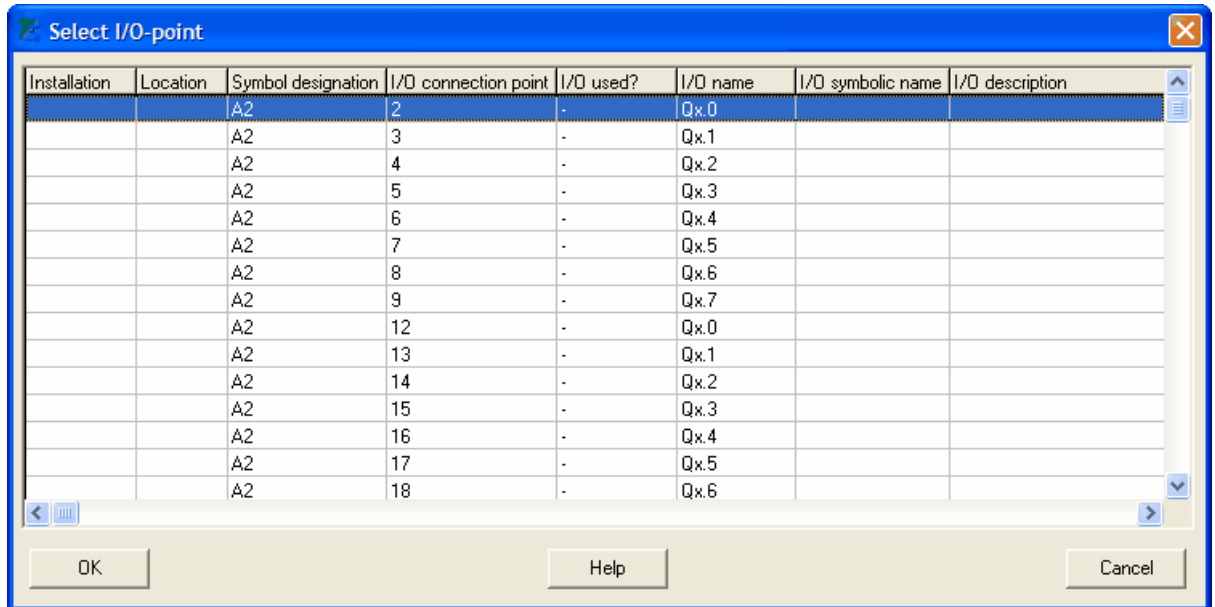 Select I/O-point
Installation Location Symbol designation I/O connection point I/O used? I/O name I/O symbolic name I/O description
A2 2 - Qx.0
A2 3 - Qx.1
A2 4 - Qx.2
A2 5 - Qx.3
A2 6 - Qx.4
A2 7 - Qx.5
A2 8 - Qx.6
A2 9 - Qx.7
A2 12 - Qx.0
A2 13 - Qx.1
A2 14 - Qx.2
A2 15 - Qx.3
A2 16 - Qx.4
A2 17 - Qx.5
A2 18 - Qx.6
OK Help Cancel